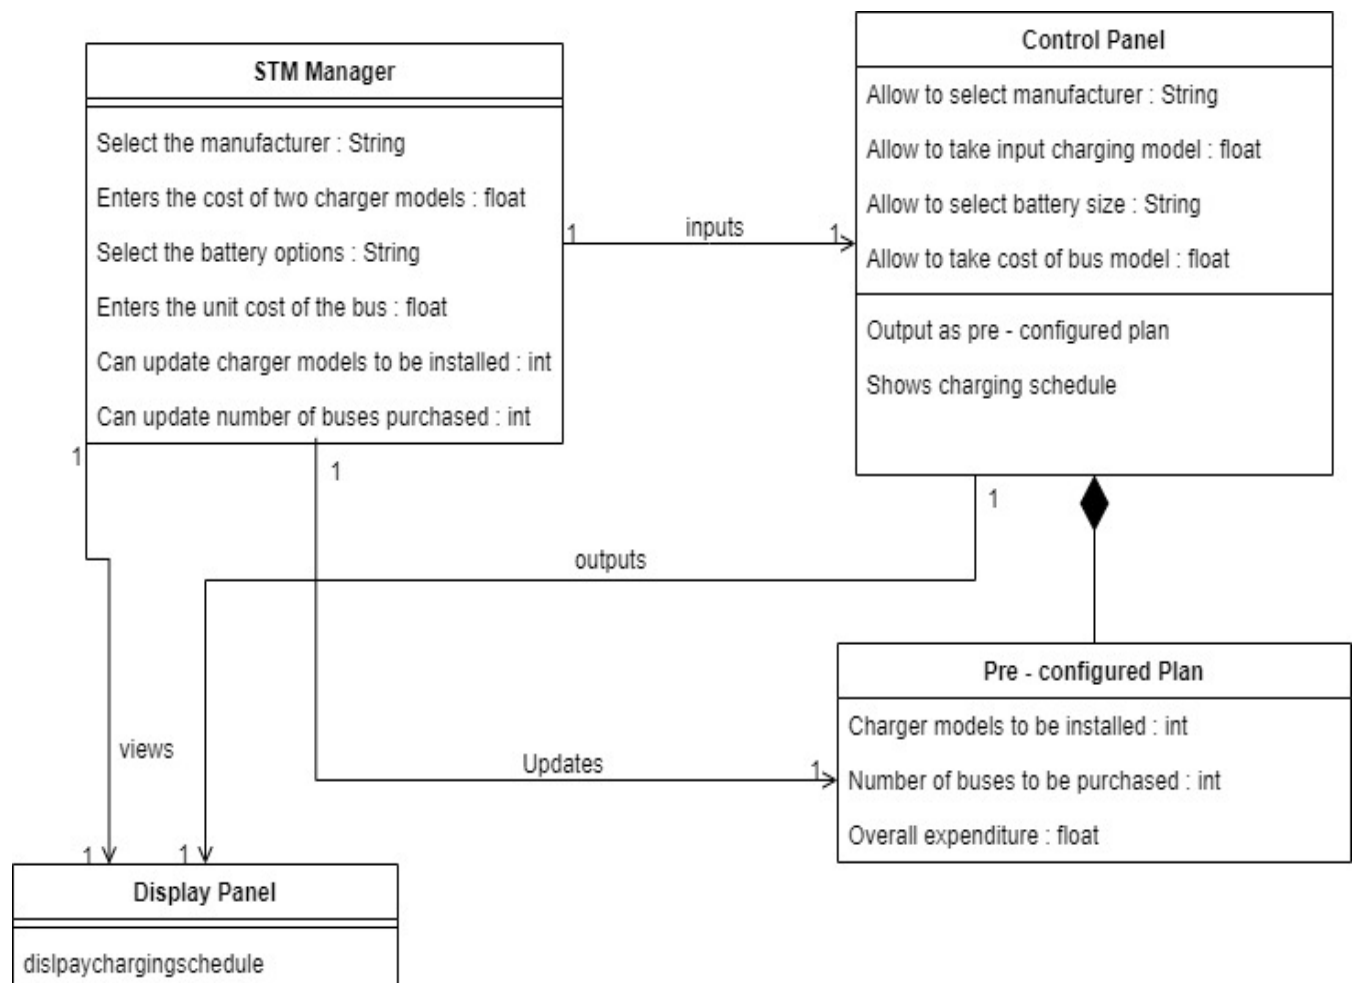 STM Manager
Select the manufacturer : String
Enters the cost of two charger models : float
Select the battery options : String
Enters the unit cost of the bus : float
Can update charger models to be installed : int
Can update number of buses purchased : int
1
inputs
1
Control Panel
Allow to select manufacturer : String
Allow to take input charging model : float
Allow to select battery size : String
Allow to take cost of bus model : float
Output as pre - configured plan
Shows charging schedule
1
1
1
outputs
views
Updates
1
Pre - configured Plan
Charger models to be installed : int
Number of buses to be purchased : int
Overall expenditure : float
1
1
Display Panel
dislpaychargingschedule